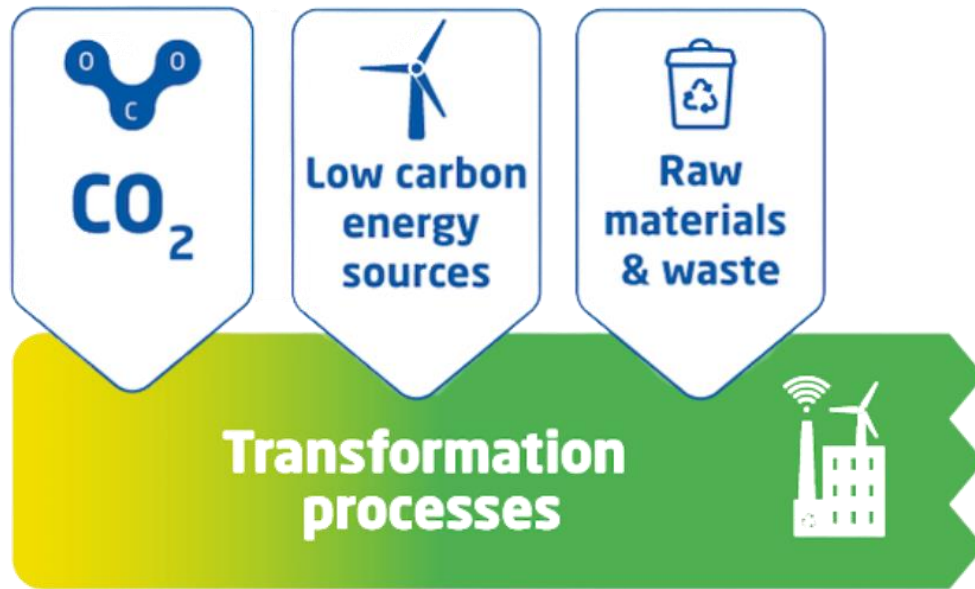 O O
C
CO₂
Low carbon
energy
sources
Raw
materials
& waste
Transformation
processes